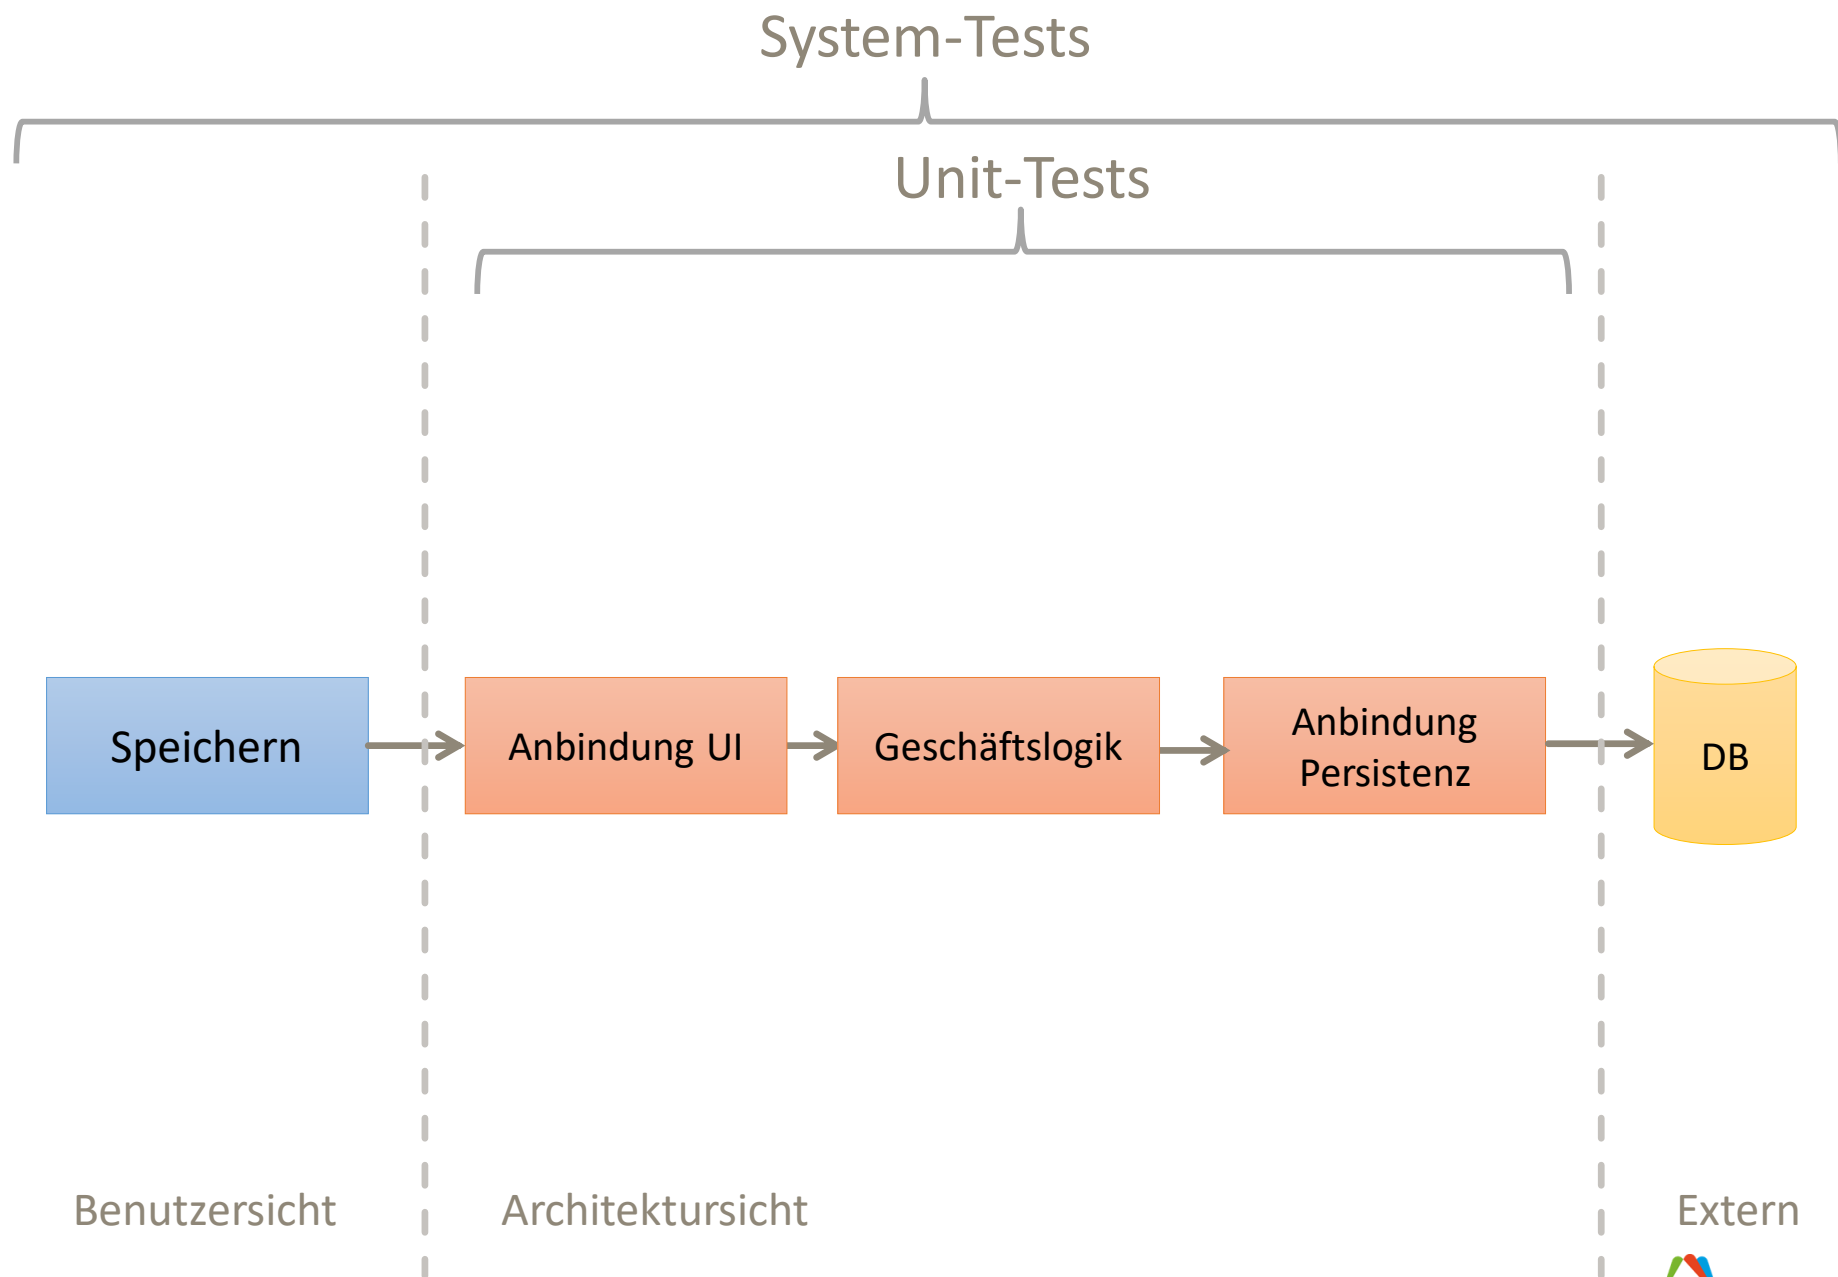 System-Tests
Unit-Tests
Speichern
Anbindung UI
Geschäftslogik
Anbindung
Persistenz
DB
Benutzersicht
Architektursicht
Extern